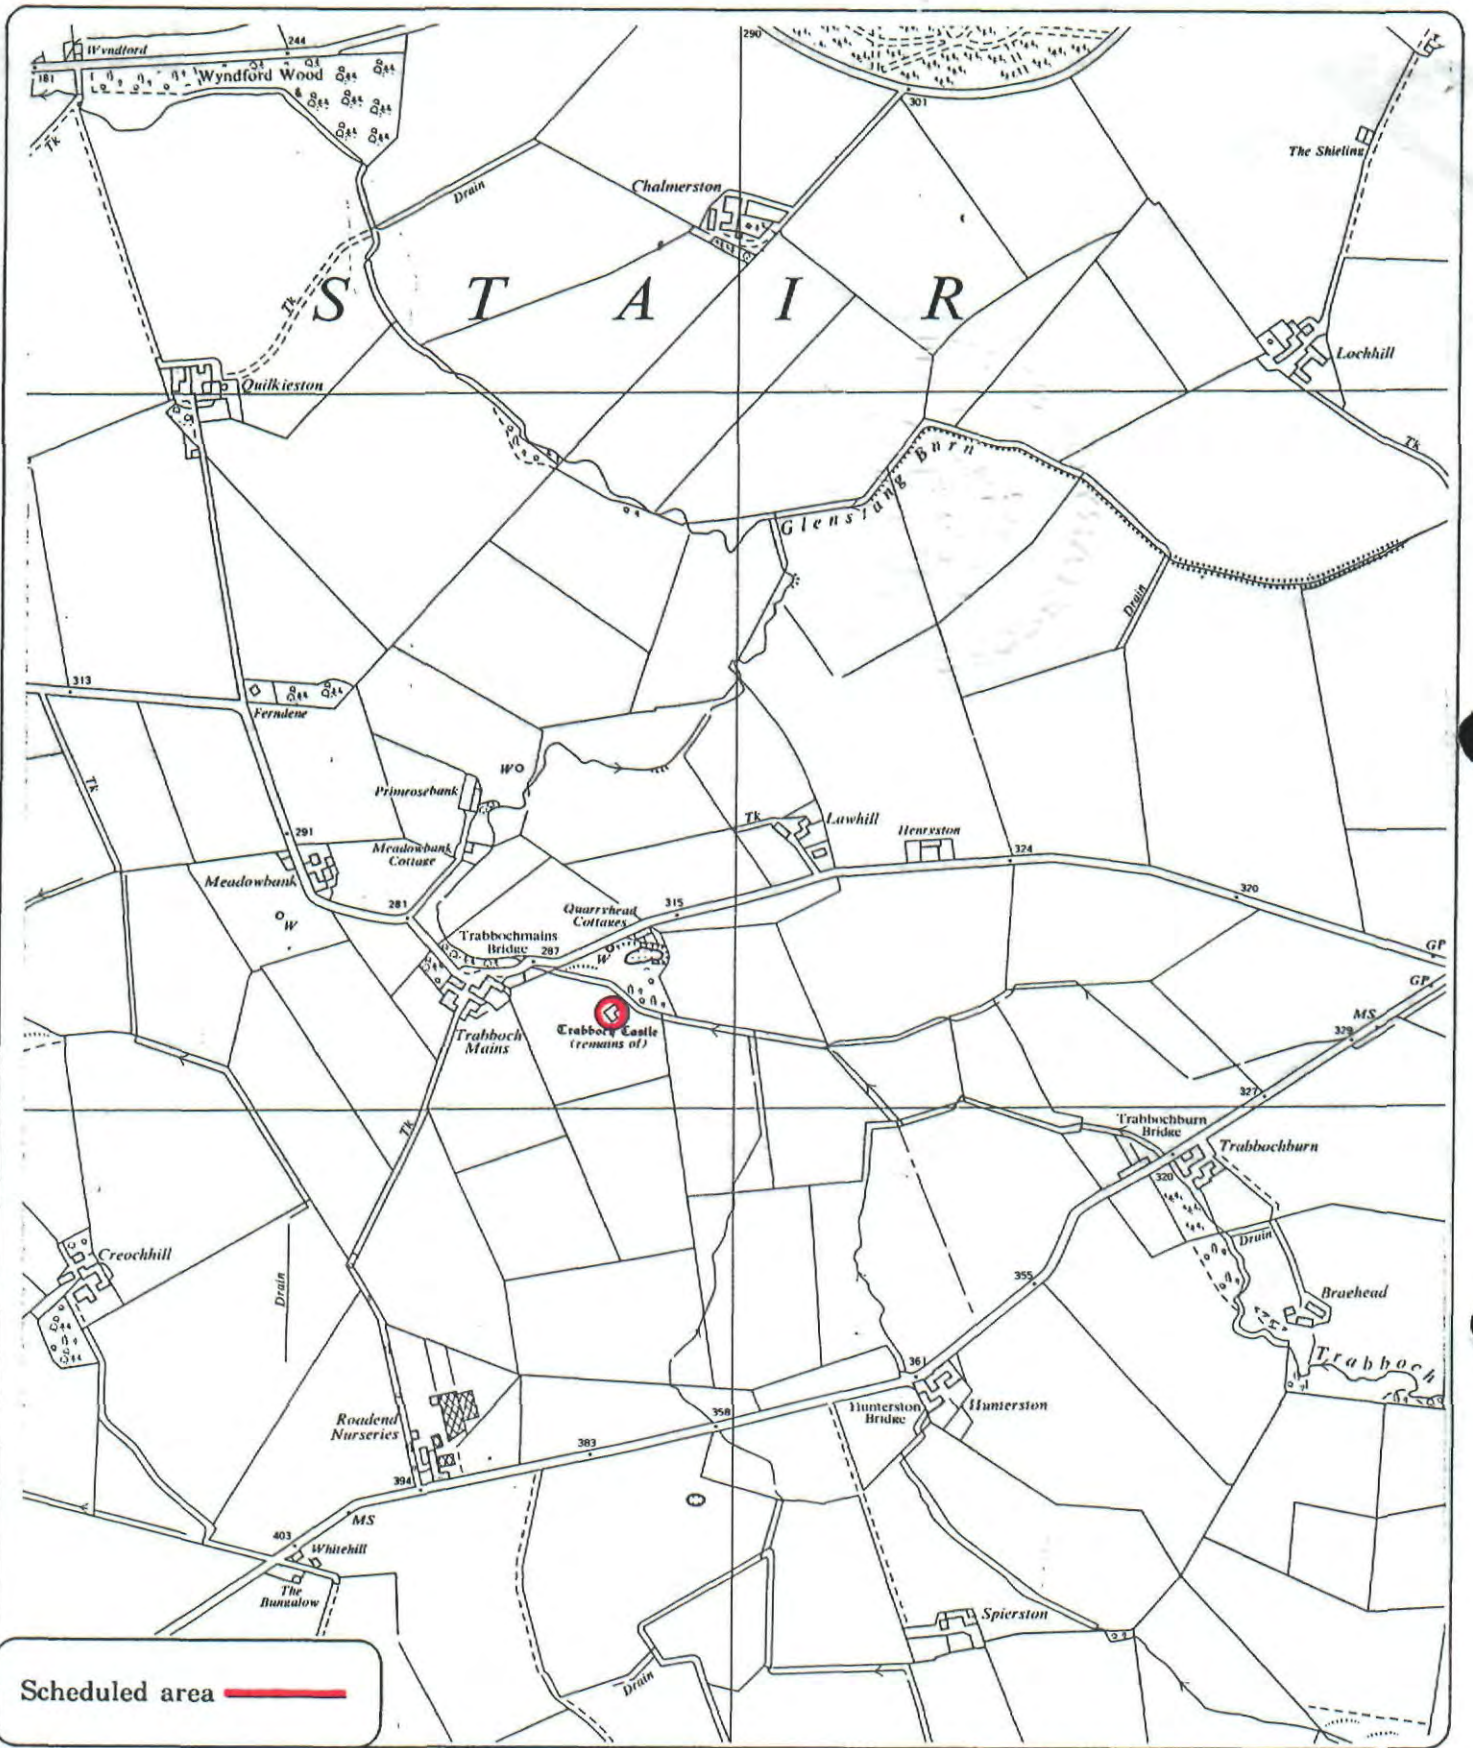 290
244
Wyndford
181
Wyndford Wood
Tk
301
The Shieling
Chalmerston
Drain
Tk
S T A I R
Lochhill
Quilkieston
Tk
Glenstang Burn
Drain
313
Ferndene
Tk
W
Primrosebank
Tk
Lawhill
Henryston
291
324
Meadowbank
Cottage
Meadowbank
320
281
Quarryhead
Cottages
315
W
Trabbochmains
Bridge
287
W
GP
GP
MS
329
Trabboch Castle
(remains of)
Trabboch
Mains
327
Tk
Trabbochburn
Bridge
Trabbochburn
320
Drain
Creochhill
Drain
355
Braehead
Trabboch
361
Hunterston
Bridge
Hunterston
358
Roadend
Nurseries
383
394
MS
403
Whitehill
The
Bungalow
Spierston
Drain
Scheduled area